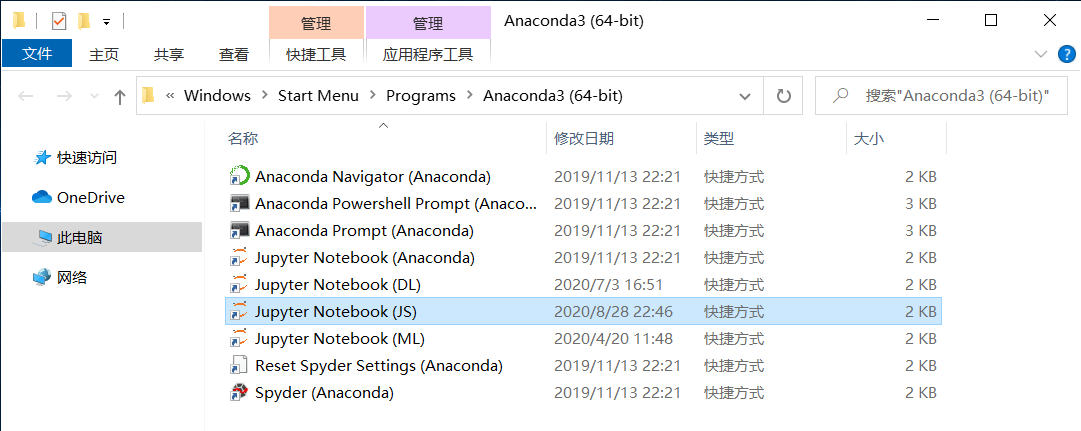 管理 管理 Anaconda3 (64-bit)
文件 主页 共享 查看 快捷工具 应用程序工具
« Windows > Start Menu > Programs > Anaconda3 (64-bit) 搜索"Anaconda3 (64-bit)"
名称 修改日期 类型 大小
快速访问
OneDrive
此电脑
网络
Anaconda Navigator (Anaconda) 2019/11/13 22:21 快捷方式 2 KB
Anaconda Powershell Prompt (Anaco... 2019/11/13 22:21 快捷方式 3 KB
Anaconda Prompt (Anaconda) 2019/11/13 22:21 快捷方式 3 KB
Jupyter Notebook (Anaconda) 2019/11/13 22:21 快捷方式 2 KB
Jupyter Notebook (DL) 2020/7/3 16:51 快捷方式 2 KB
Jupyter Notebook (JS) 2020/8/28 22:46 快捷方式 2 KB
Jupyter Notebook (ML) 2020/4/20 11:48 快捷方式 2 KB
Reset Spyder Settings (Anaconda) 2019/11/13 22:21 快捷方式 2 KB
Spyder (Anaconda) 2019/11/13 22:21 快捷方式 2 KB